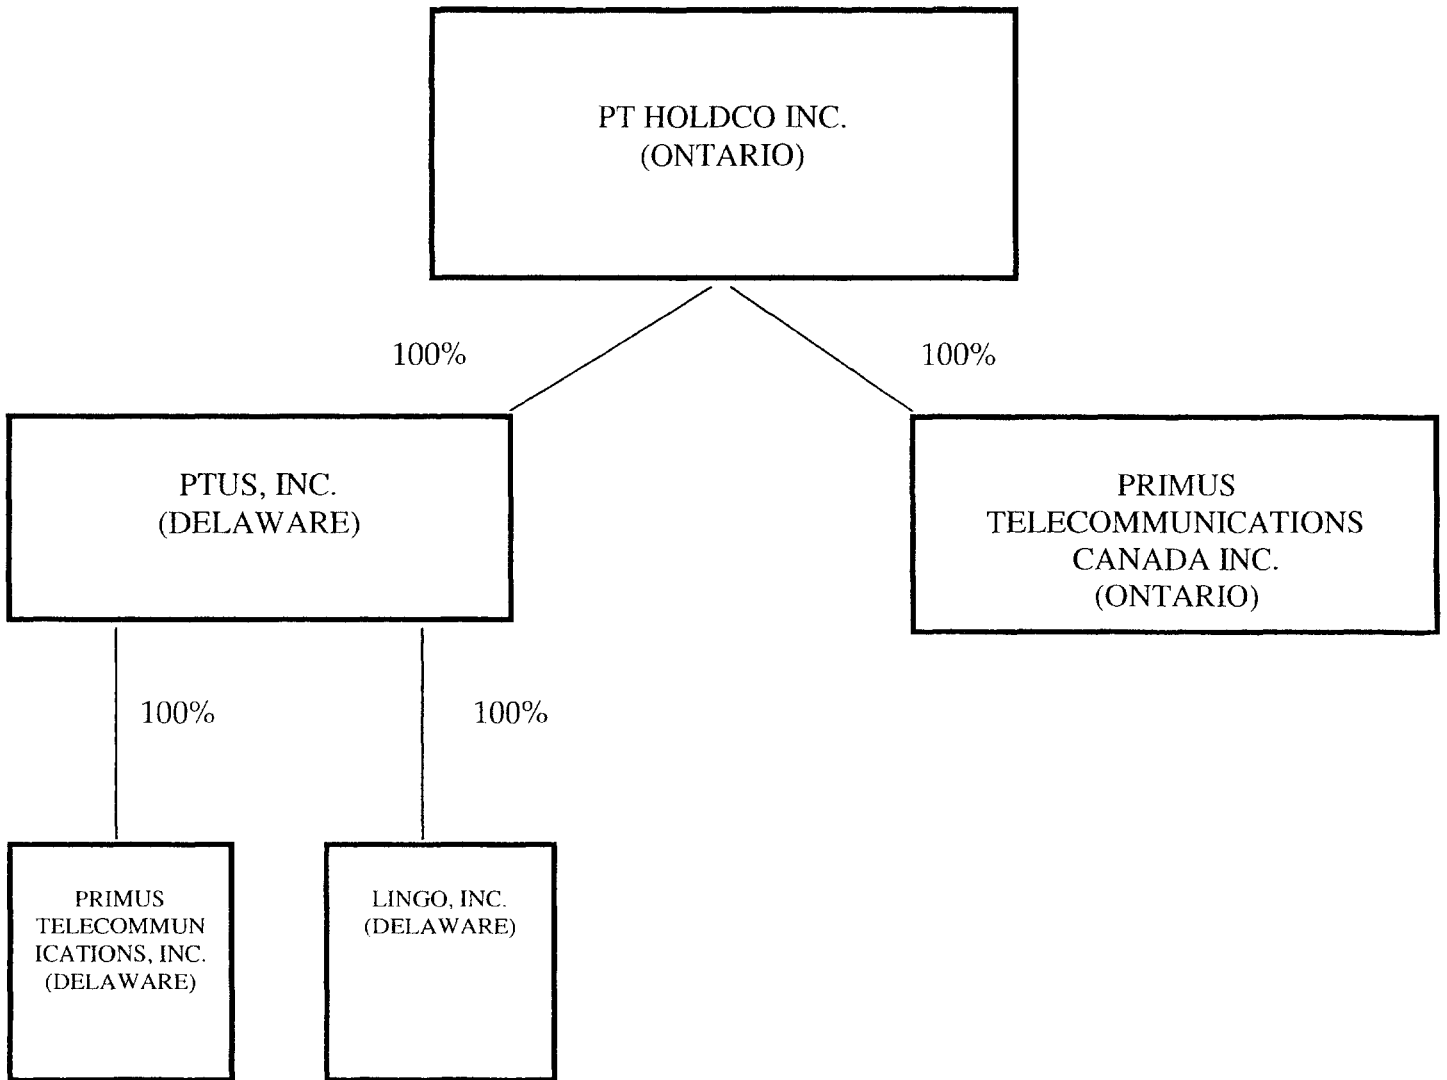 PT HOLDCO INC.
(ONTARIO)
100%
100%
PTUS, INC.
(DELAWARE)
PRIMUS
TELECOMMUNICATIONS
CANADA INC.
(ONTARIO)
100%
100%
PRIMUS
TELECOMMUN
ICATIONS, INC.
(DELAWARE)
LINGO, INC.
(DELAWARE)